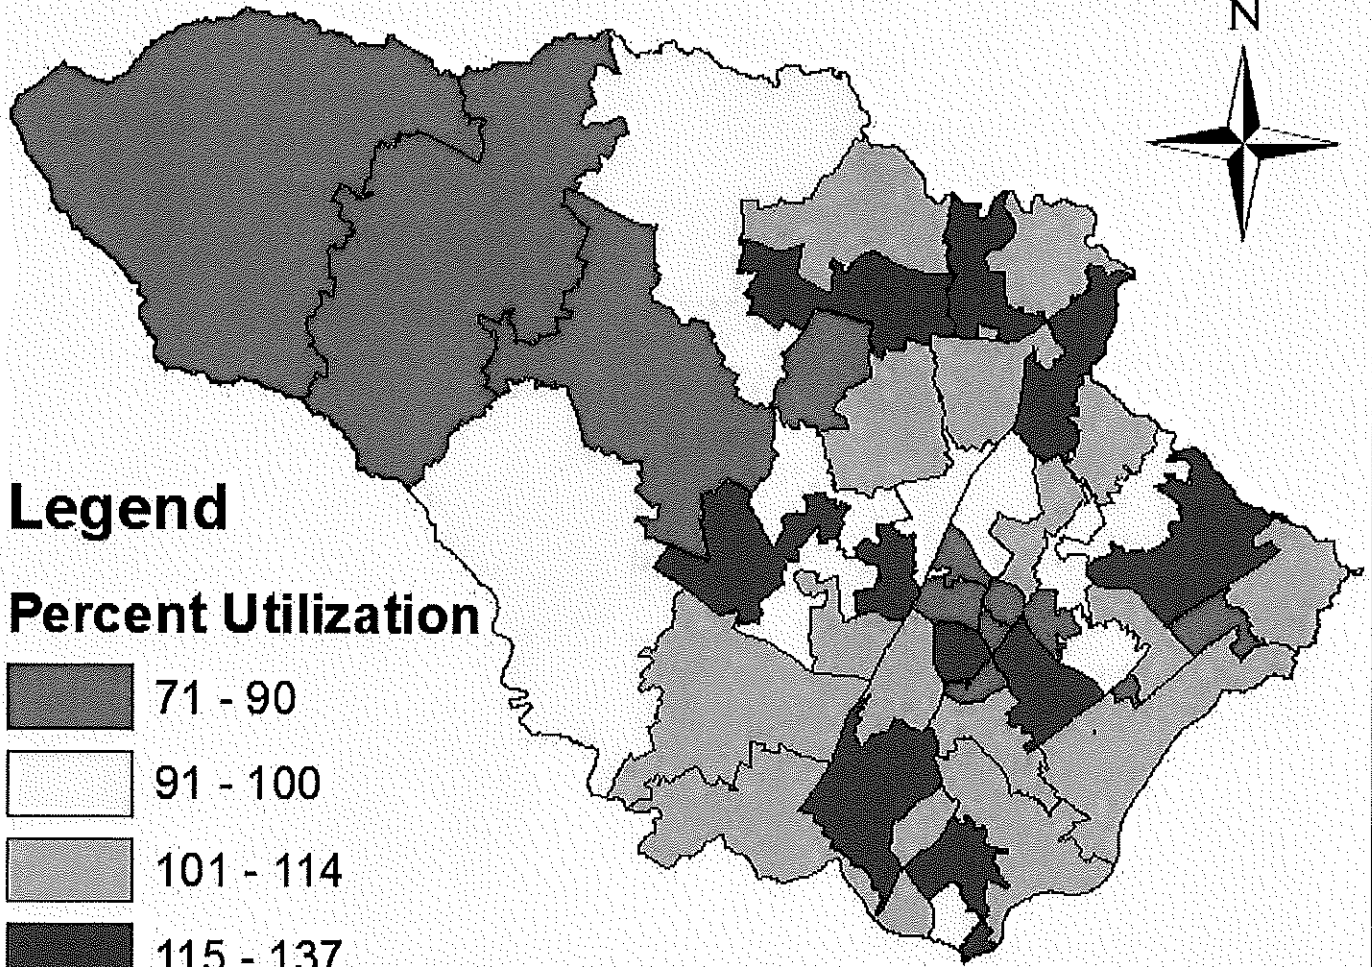 N
Legend
Percent Utilization
71 - 90
91 - 100
101 - 114
115 - 137